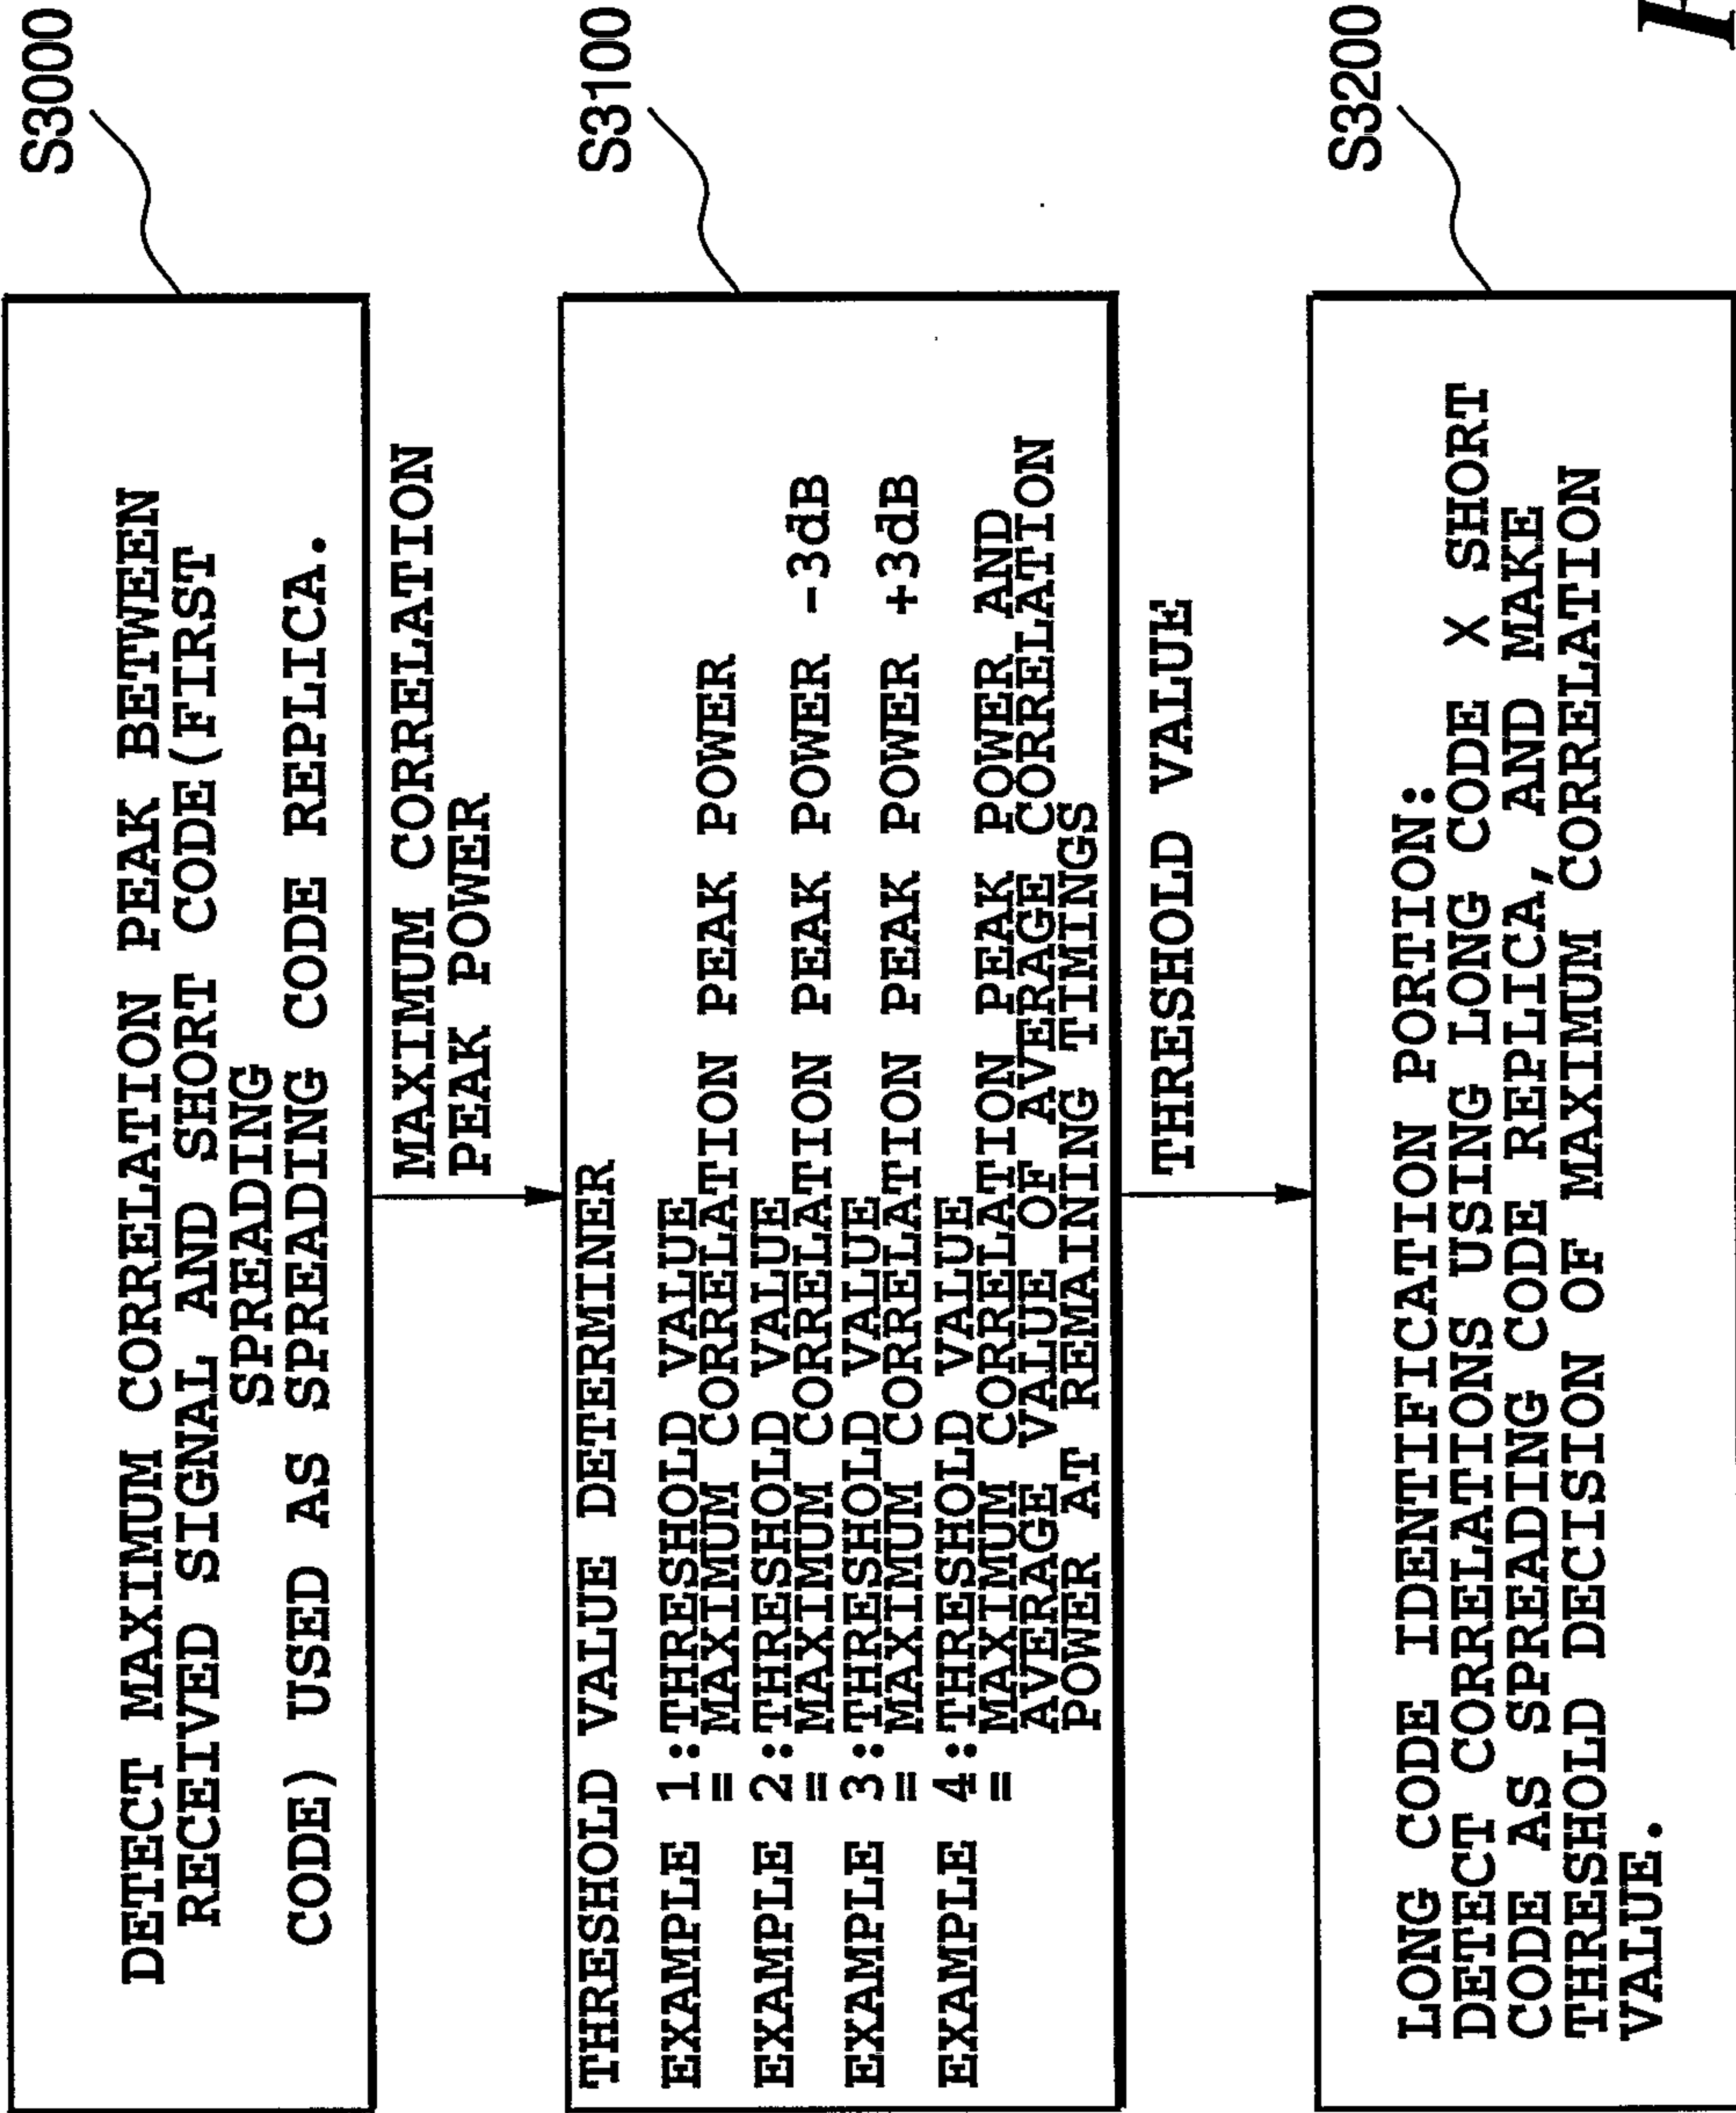 S3000
DETECT MAXIMUM CORRELATION PEAK BETWEEN
RECEIVED SIGNAL AND SHORT CODE(FIRST
SPREADING
CODE) USED AS SPREADING CODE REPLICA.
MAXIMUM CORRELATION
PEAK POWER
S3100
THRESHOLD VALUE DETERMINER
EXAMPLE 1:THRESHOLD VALUE
= MAXIMUM CORRELATION PEAK POWER
EXAMPLE 2:THRESHOLD VALUE
= MAXIMUM CORRELATION PEAK POWER -3dB
EXAMPLE 3:THRESHOLD VALUE
= MAXIMUM CORRELATION PEAK POWER +3dB
EXAMPLE 4:THRESHOLD VALUE
= MAXIMUM CORRELATION PEAK POWER AND
AVERAGE VALUE OF AVERAGE CORRELATION
POWER AT REMAINING TIMINGS
THRESHOLD VALUE
S3200
LONG CODE IDENTIFICATION PORTION:
DETECT CORRELATIONS USING LONG CODE X SHORT
CODE AS SPREADING CODE REPLICA, AND MAKE
THRESHOLD DECISION OF MAXIMUM CORRELATION
VALUE.